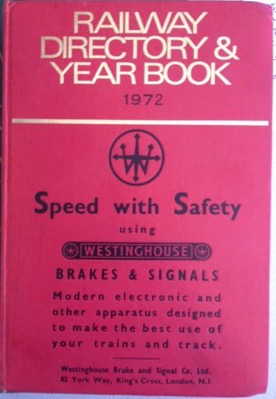 RAILWAY
DIRECTORY &
YEAR BOOK
1972
W
Speed with Safety
using
WESTINGHOUSE
BRAKES & SIGNALS
Modern electronic and
other apparatus designed
to make the best use of
your trains and track.
Westinghouse Brake and Signal Co. Ltd.
82 York Way, King's Cross, London, N.1